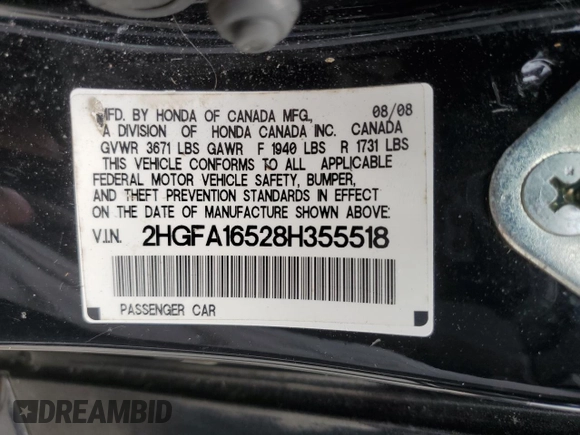 MFD. BY HONDA OF CANADA MFG., 08/08
A DIVISION OF HONDA CANADA INC. CANADA
GVWR 3671 LBS GAWR F 1940 LBS R 1731 LBS
THIS VEHICLE CONFORMS TO ALL APPLICABLE
FEDERAL MOTOR VEHICLE SAFETY, BUMPER,
AND THEFT PREVENTION STANDARDS IN EFFECT
ON THE DATE OF MANUFACTURE SHOWN ABOVE:
V.I.N. 2HGFA16528H355518
PASSENGER CAR
DREAMBID